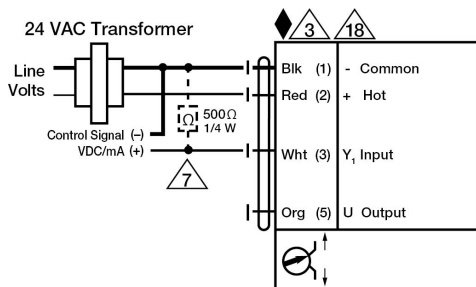 24 VAC Transformer
3 18
Line
Volts
Blk (1) - Common
Red (2) + Hot
Ω 500Ω
1/4 W
Control Signal (–)
VDC/mA (+)
Wht (3) Y₁ Input
7
Org (5) U Output